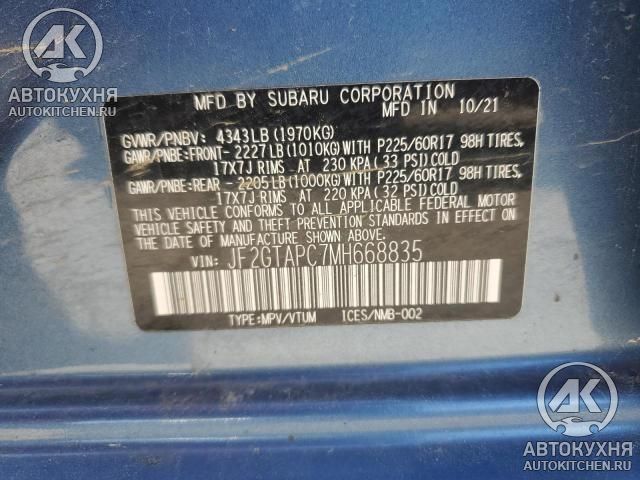 MFD BY SUBARU CORPORATION
MFD. IN 10/21
GVWR/PNBV: 4343LB (1970KG)
GAWR/PNBE:FRONT- 2227LB (1010KG) WITH P225/60R17 98H TIRES,
17X7J RIMS AT 230 KPA ( 33 PSI) COLD
GAWR/PNBE:REAR - 2205LB (1000KG) WITH P225/60R17 98H TIRES,
17X7J RIMS AT 220 KPA ( 32 PSI) COLD
THIS VEHICLE CONFORMS TO ALL APPLICABLE FEDERAL MOTOR
VEHICLE SAFETY AND THEFT PREVENTION STANDARDS IN EFFECT
ON THE DATE OF MANUFACTURE SHOWN ABOVE.
VIN: JF2GTAPC7MH668835
TYPE:MPV/VTUM ICES/NMB-002
АК
АВТОКУХНЯ
AUTOKITCHEN.RU
АК
АВТОКУХНЯ
AUTOKITCHEN.RU